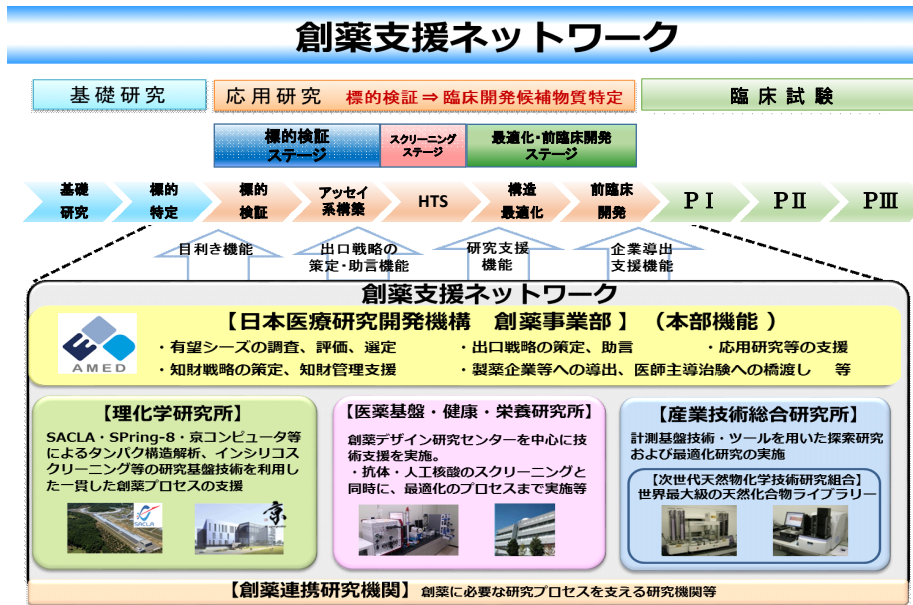 創薬支援ネットワーク
基礎研究
応用研究 標的検証⇒臨床開発候補物質特定
臨床試験
標的検証
ステージ
スクリーニング
ステージ
最適化・前臨床開発
ステージ
基礎
研究
標的
特定
標的
検証
アッセイ
系構築
HTS
構造
最適化
前臨床
開発
PⅠ
PⅡ
PⅢ
目利き機能
出口戦略の
策定・助言機能
研究支援
機能
企業導出
支援機能
創薬支援ネットワーク
【日本医療研究開発機構 創薬事業部】（本部機能）
AMED
・有望シーズの調査、評価、選定 ・出口戦略の策定、助言 ・応用研究等の支援
・知財戦略の策定、知財管理支援 ・製薬企業等への導出、医師主導治験への橋渡し 等
【理化学研究所】
SACLA・SPring-8・京コンピュータ等
によるタンパク構造解析、インシリコス
クリーニング等の研究基盤技術を利用し
た一貫した創薬プロセスの支援
SACLA
京
【医薬基盤・健康・栄養研究所】
創薬デザイン研究センターを中心に技
術支援を実施。
・抗体・人工核酸のスクリーニングと
同時に、最適化のプロセスまで実施等
【産業技術総合研究所】
計測基盤技術・ツールを用いた探索研究
および最適化研究の実施
【次世代天然物化学技術研究組合】
世界最大級の天然化合物ライブラリー
【創薬連携研究機関】創薬に必要な研究プロセスを支える研究機関等